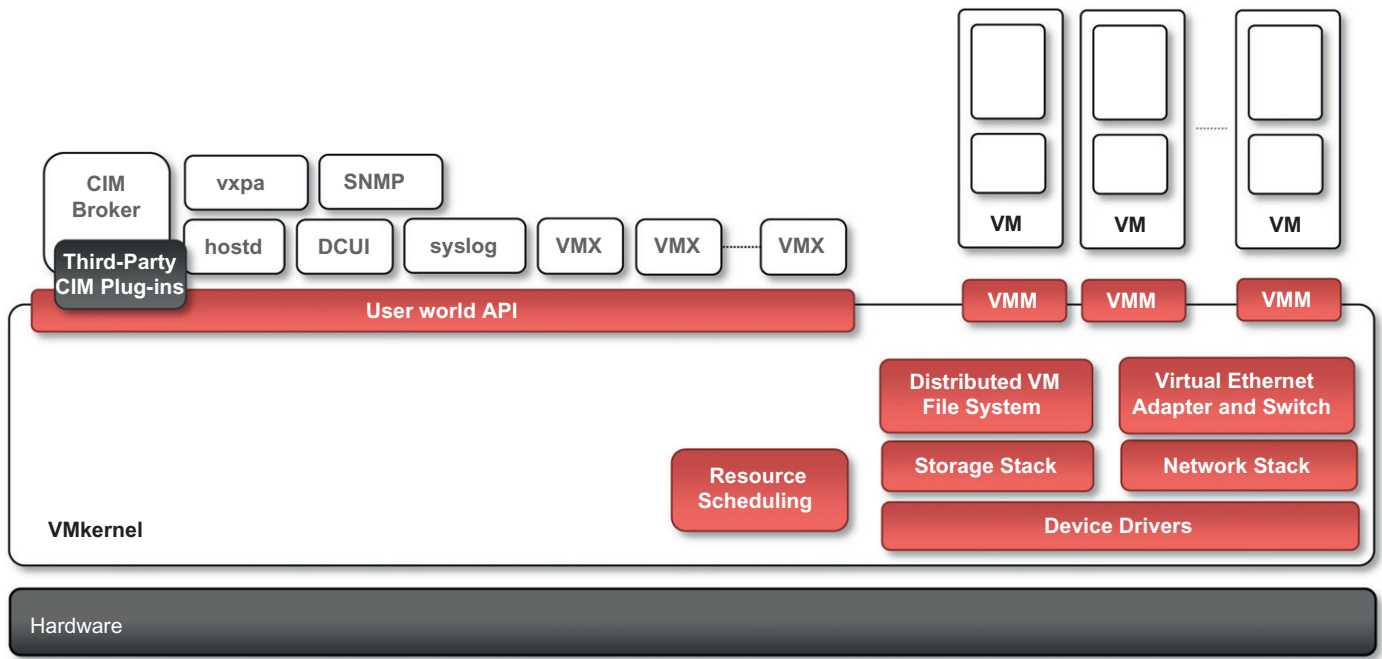 VM
VM
VM
CIM
Broker
vxpa
SNMP
hostd
DCUI
syslog
VMX
VMX
VMX
Third-Party
CIM Plug-ins
User world API
VMM
VMM
VMM
Distributed VM
File System
Virtual Ethernet
Adapter and Switch
Resource
Scheduling
Storage Stack
Network Stack
Device Drivers
VMkernel
Hardware